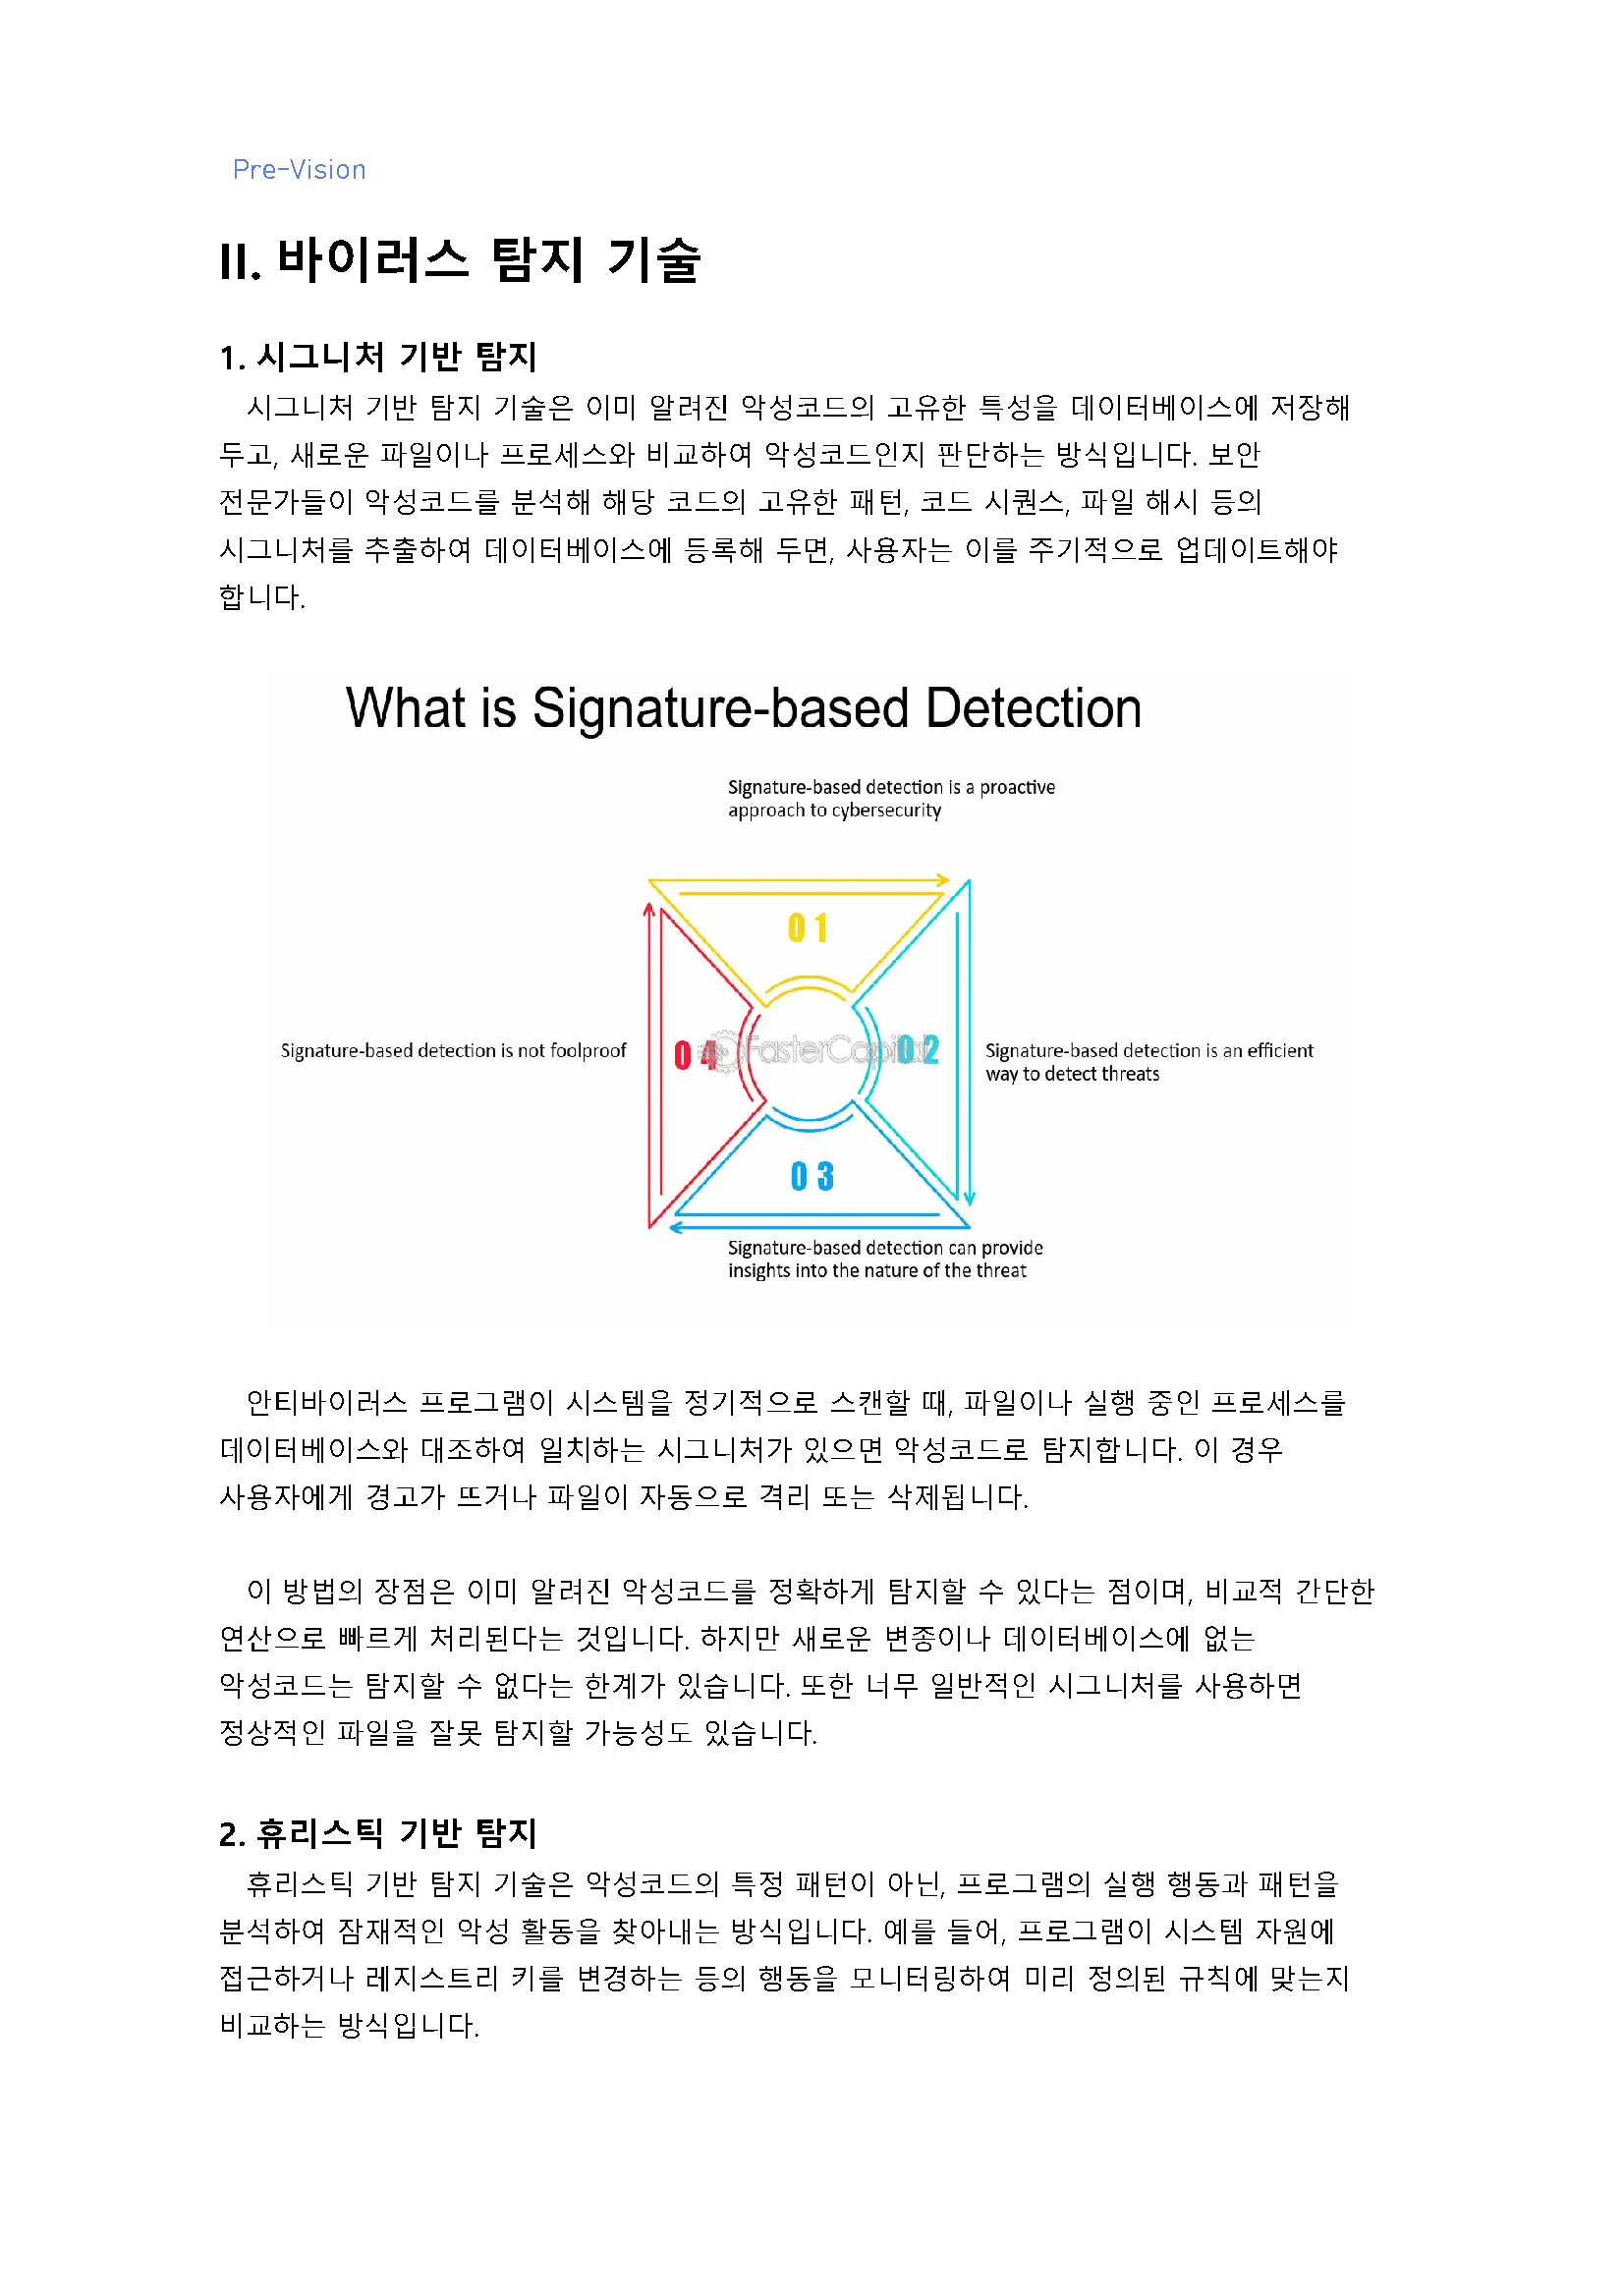 Pre-Vision
II. 바이러스 탐지 기술
1. 시그니처 기반 탐지
시그니처 기반 탐지 기술은 이미 알려진 악성코드의 고유한 특성을 데이터베이스에 저장해
두고, 새로운 파일이나 프로세스와 비교하여 악성코드인지 판단하는 방식입니다. 보안
전문가들이 악성코드를 분석해 해당 코드의 고유한 패턴, 코드 시퀀스, 파일 해시 등의
시그니처를 추출하여 데이터베이스에 등록해 두면, 사용자는 이를 주기적으로 업데이트해야
합니다.
What is Signature-based Detection
Signature-based detection is a proactive
approach to cybersecurity
01
Signature-based detection is not foolproof
04
FasterCapital
02
Signature-based detection is an efficient
way to detect threats
03
Signature-based detection can provide
insights into the nature of the threat
안티바이러스 프로그램이 시스템을 정기적으로 스캔할 때, 파일이나 실행 중인 프로세스를
데이터베이스와 대조하여 일치하는 시그니처가 있으면 악성코드로 탐지합니다. 이 경우
사용자에게 경고가 뜨거나 파일이 자동으로 격리 또는 삭제됩니다.
이 방법의 장점은 이미 알려진 악성코드를 정확하게 탐지할 수 있다는 점이며, 비교적 간단한
연산으로 빠르게 처리된다는 것입니다. 하지만 새로운 변종이나 데이터베이스에 없는
악성코드는 탐지할 수 없다는 한계가 있습니다. 또한 너무 일반적인 시그니처를 사용하면
정상적인 파일을 잘못 탐지할 가능성도 있습니다.
2. 휴리스틱 기반 탐지
휴리스틱 기반 탐지 기술은 악성코드의 특정 패턴이 아닌, 프로그램의 실행 행동과 패턴을
분석하여 잠재적인 악성 활동을 찾아내는 방식입니다. 예를 들어, 프로그램이 시스템 자원에
접근하거나 레지스트리 키를 변경하는 등의 행동을 모니터링하여 미리 정의된 규칙에 맞는지
비교하는 방식입니다.